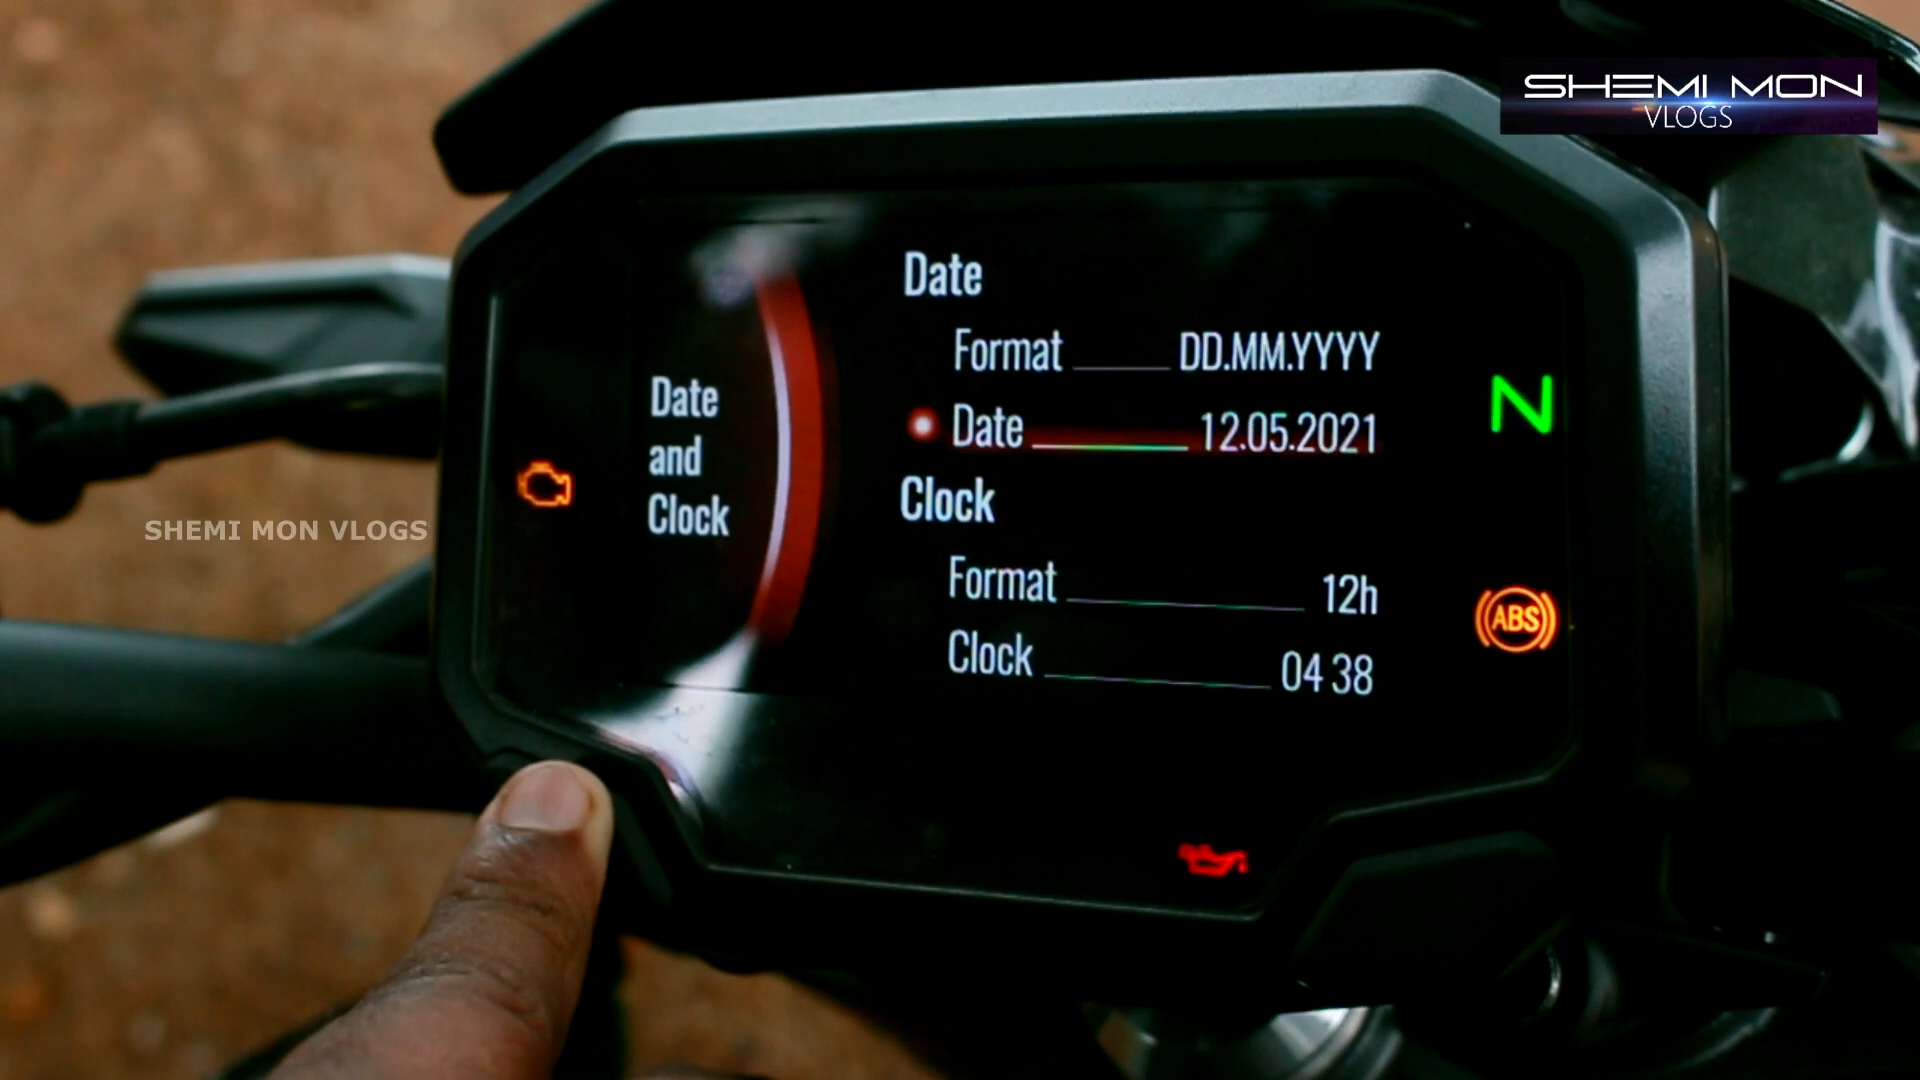 SHEMI MON
VLOGS
Date
Format DD.MM.YYYY
Date 12.05.2021
Clock
Format 12h
Clock 04 38
Date
and
Clock
N
ABS
SHEMI MON VLOGS